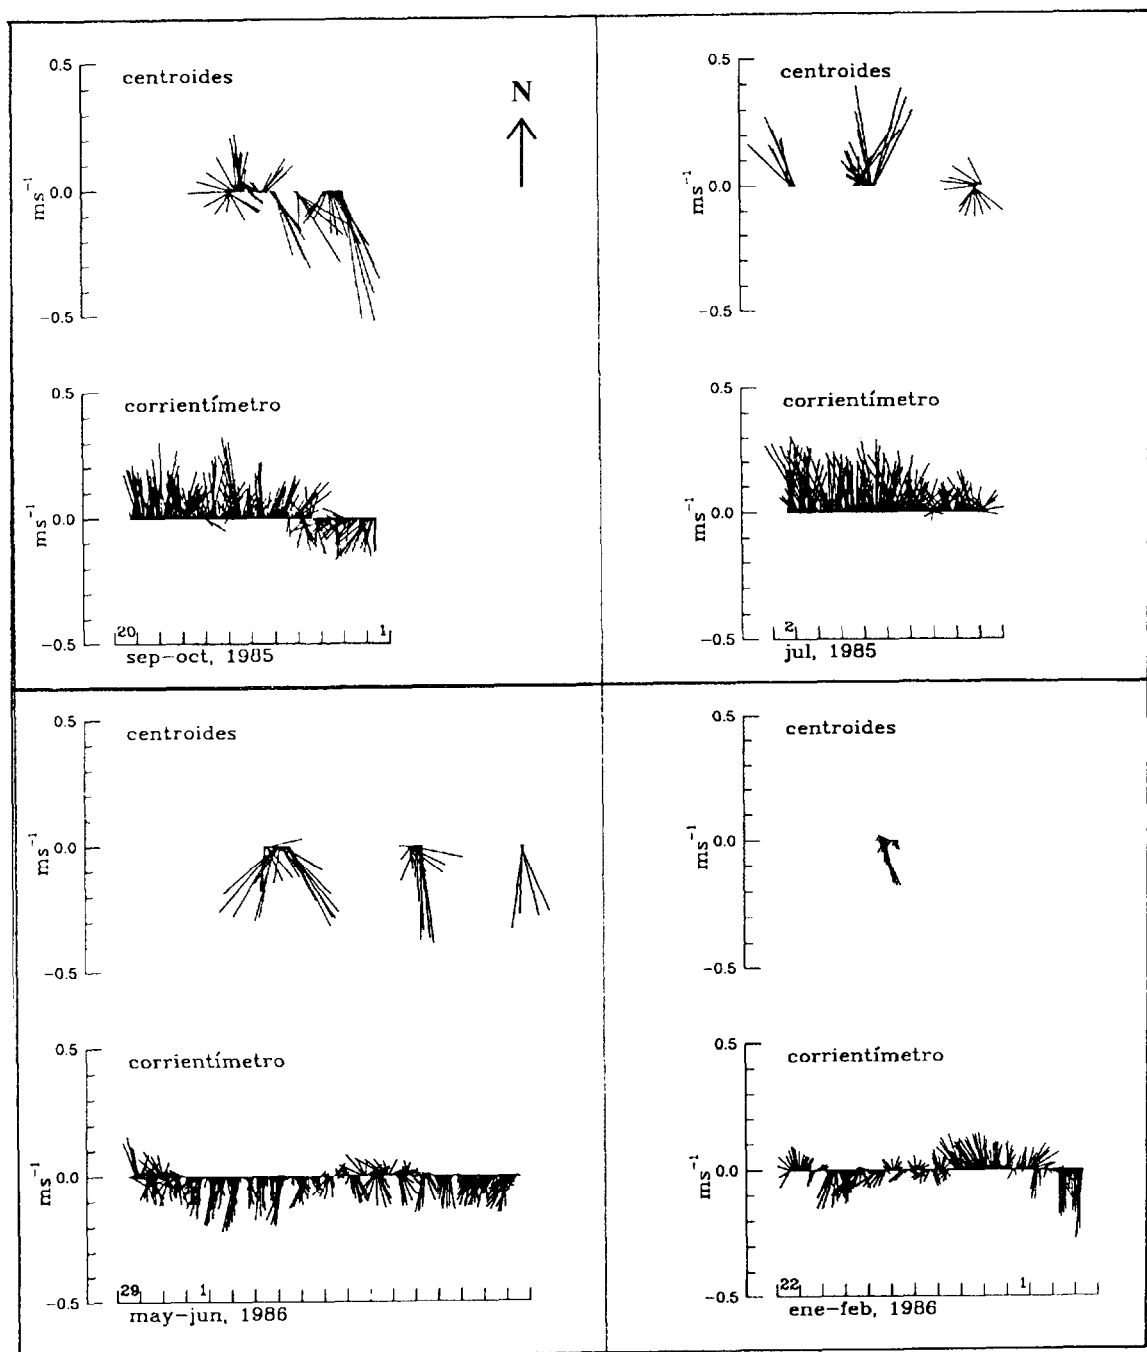 0.5
centroides
N
0.0
ms⁻¹
-0.5
0.5
corrientímetro
0.0
ms⁻¹
-0.5
20
1
sep-oct, 1985
0.5
centroides
0.0
ms⁻¹
-0.5
0.5
corrientímetro
0.0
ms⁻¹
-0.5
2
jul, 1985
0.5
centroides
0.0
ms⁻¹
-0.5
0.5
corrientímetro
0.0
ms⁻¹
-0.5
29
1
may-jun, 1986
0.5
centroides
0.0
ms⁻¹
-0.5
0.5
corrientímetro
0.0
ms⁻¹
-0.5
22
1
ene-feb, 1986